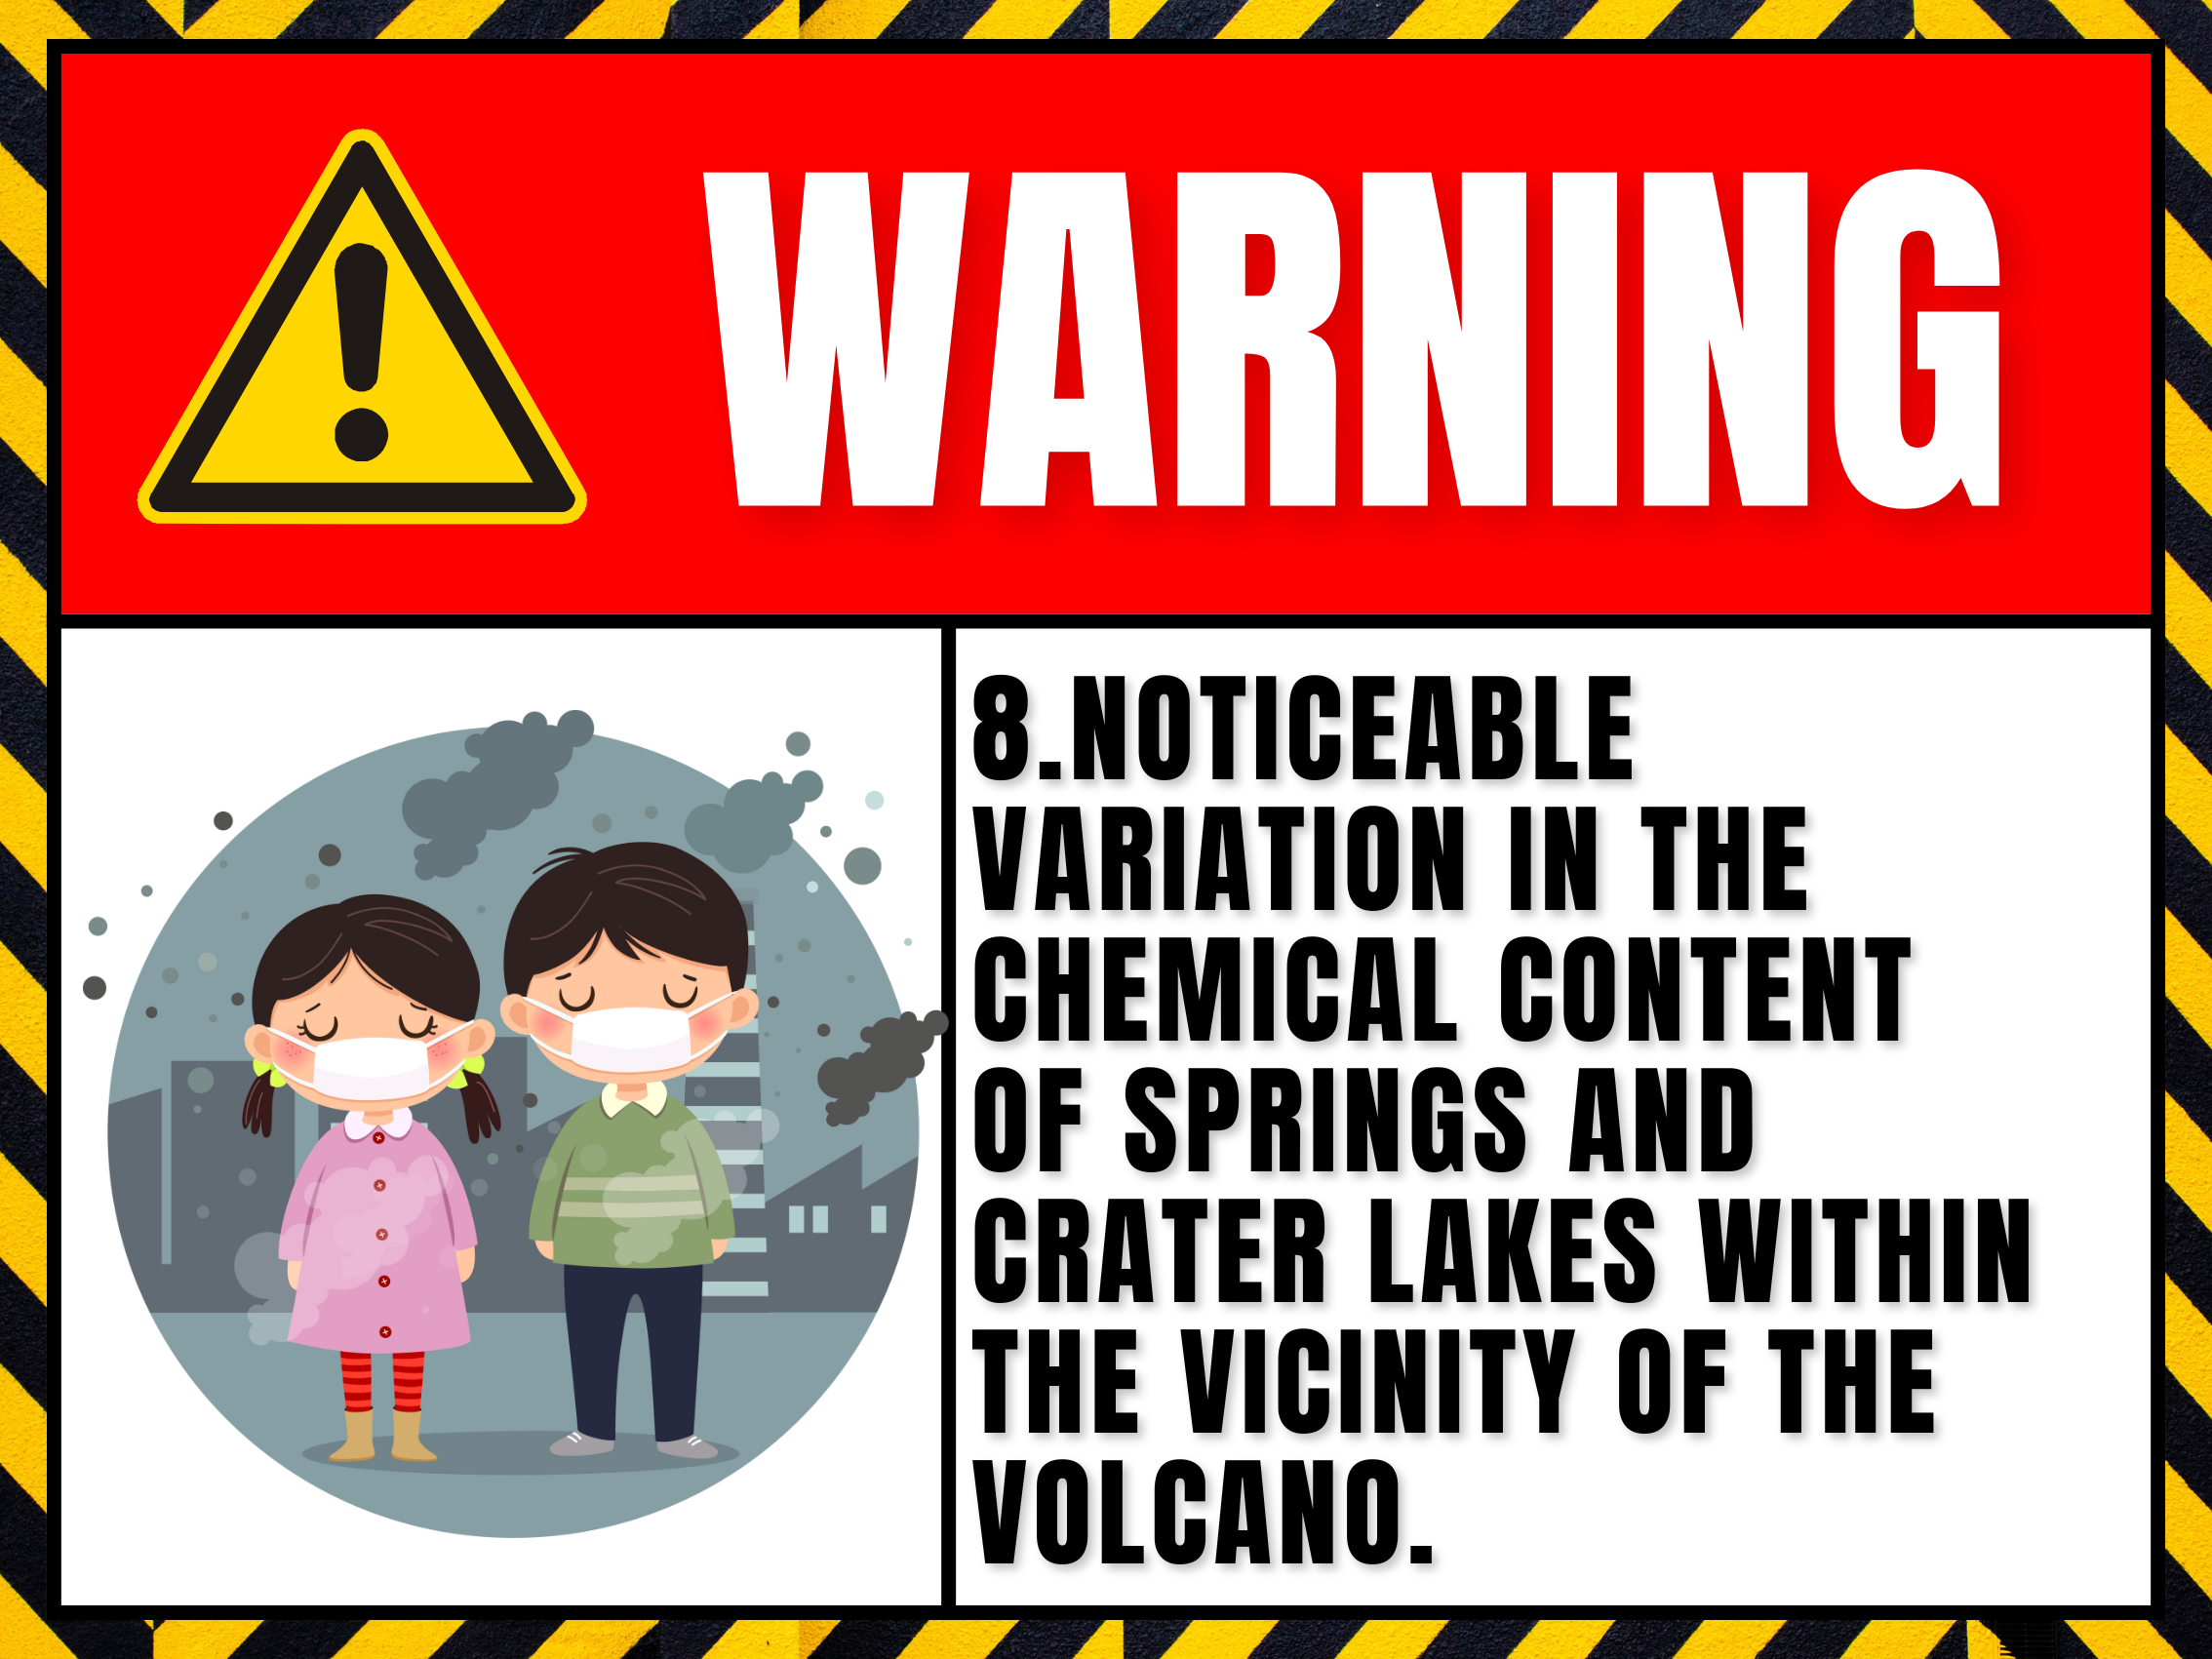 WARNING
8.NOTICEABLE
VARIATION IN THE
CHEMICAL CONTENT
OF SPRINGS AND
CRATER LAKES WITHIN
THE VICINITY OF THE
VOLCANO.